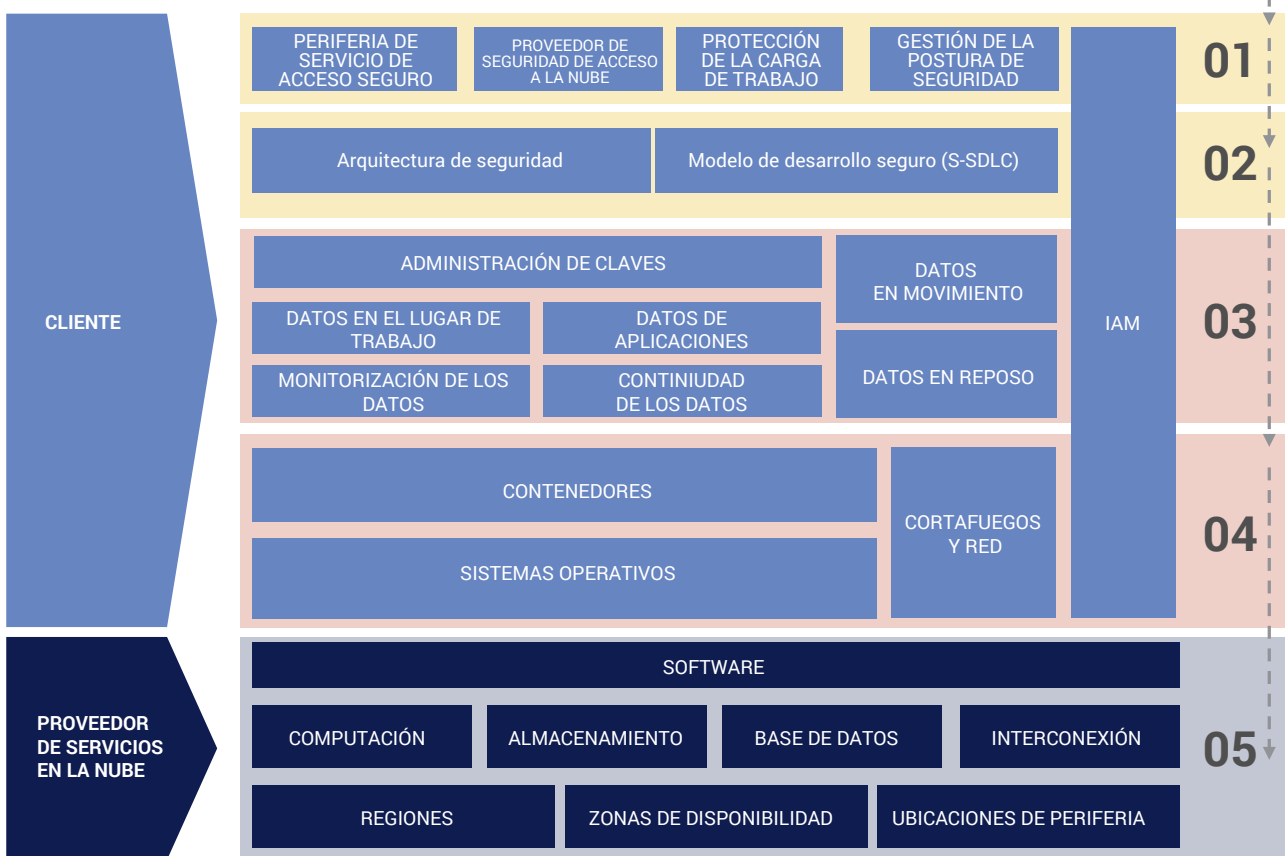 CLIENTE
PERIFERIA DE
SERVICIO DE
ACCESO SEGURO
PROVEEDOR DE
SEGURIDAD DE ACCESO
A LA NUBE
PROTECCIÓN
DE LA CARGA
DE TRABAJO
GESTIÓN DE LA
POSTURA DE
SEGURIDAD
01
Arquitectura de seguridad
Modelo de desarrollo seguro (S-SDLC)
02
ADMINISTRACIÓN DE CLAVES
DATOS
EN MOVIMIENTO
DATOS EN EL LUGAR DE
TRABAJO
DATOS DE
APLICACIONES
MONITORIZACIÓN DE LOS
DATOS
CONTINIUDAD
DE LOS DATOS
DATOS EN REPOSO
IAM
03
CONTENEDORES
SISTEMAS OPERATIVOS
CORTAFUEGOS
Y RED
04
PROVEEDOR
DE SERVICIOS
EN LA NUBE
SOFTWARE
COMPUTACIÓN
ALMACENAMIENTO
BASE DE DATOS
INTERCONEXIÓN
REGIONES
ZONAS DE DISPONIBILIDAD
UBICACIONES DE PERIFERIA
05